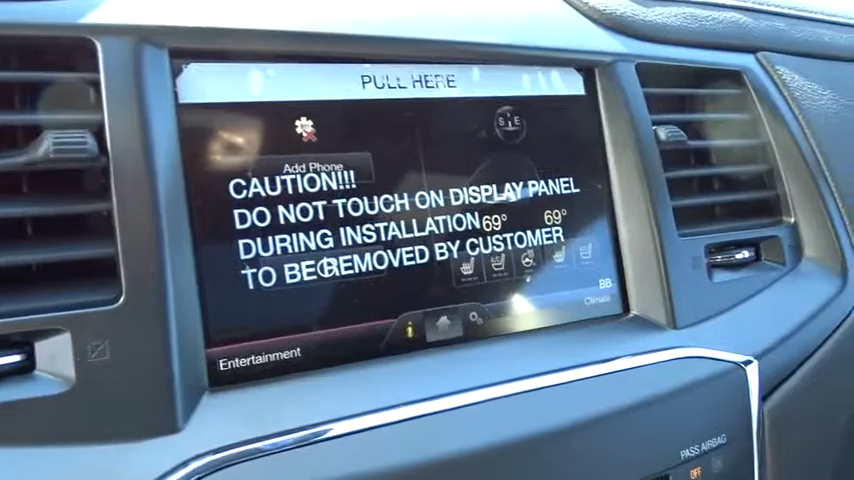 PULL HERE
S E
Add Phone
CAUTION!!!
DO NOT TOUCH ON DISPLAY PANEL
DURING INSTALLATION
69° 69°
TO BE REMOVED BY CUSTOMER
BB
Climate
Entertainment
PASS AIRBAG
OFF